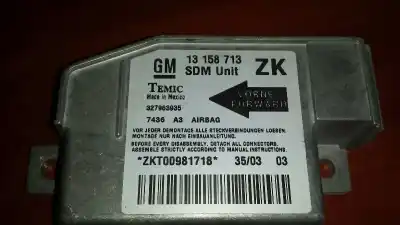 GM 13 158 713 ZK
SDM Unit
TEMIC
Made in Mexico
327963935
VORNE
FORWARD
7436 A3 AIRBAG
VOR JEDER DEMONTAGE ALLE STECKVERBINDUNGEN LOESEN
MONTAGE NUR NACH EINBAUANLEITUNG
BEFORE EVERY DISASSEMBLY, DETACH ALL CONNECTORS.
ASSEMBLE STRICTLY ACCORDING TO MANUAL INSTRUCTIONS
*ZKT00981718* 35/03 03